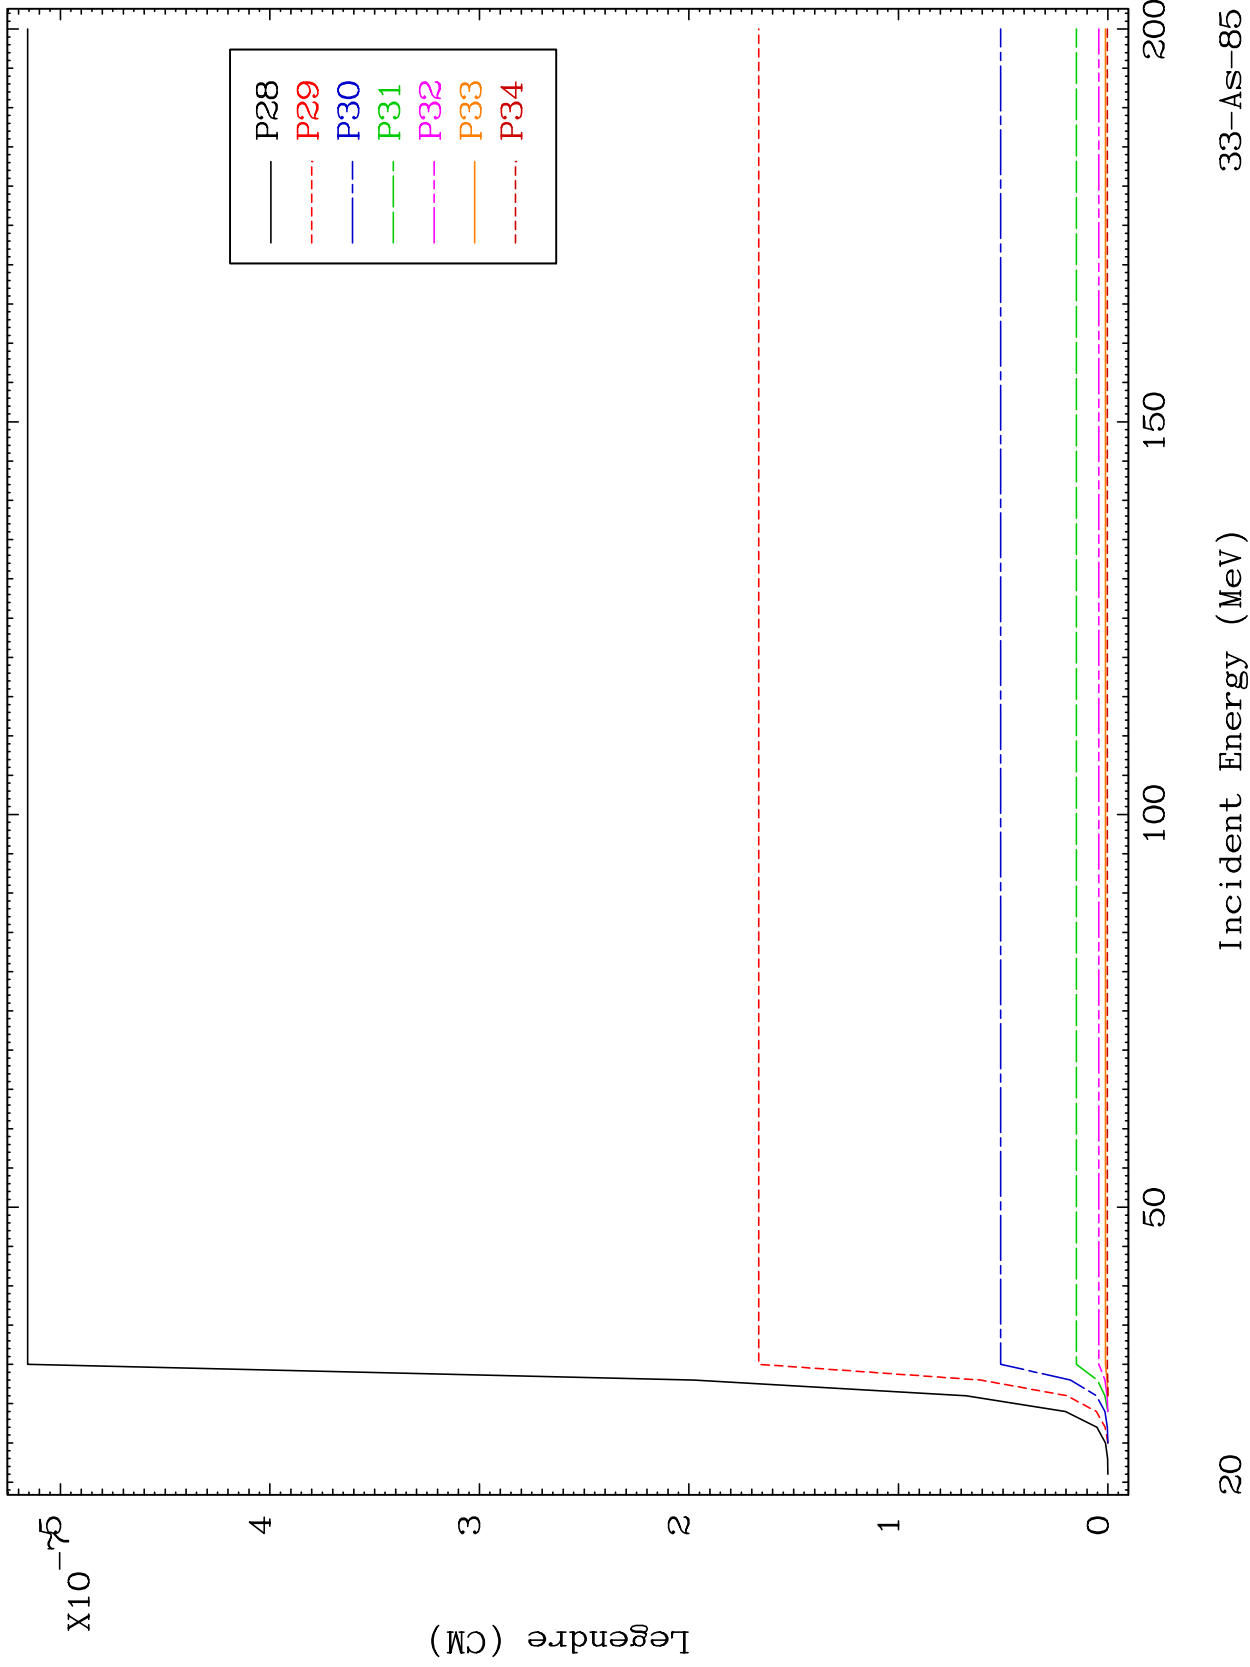 X10⁻⁷
5
4
3
2
1
0
Legendre (CM)
P28
P29
P30
P31
P32
P33
P34
50
100
150
200
Incident Energy (MeV)
20
33-As-85